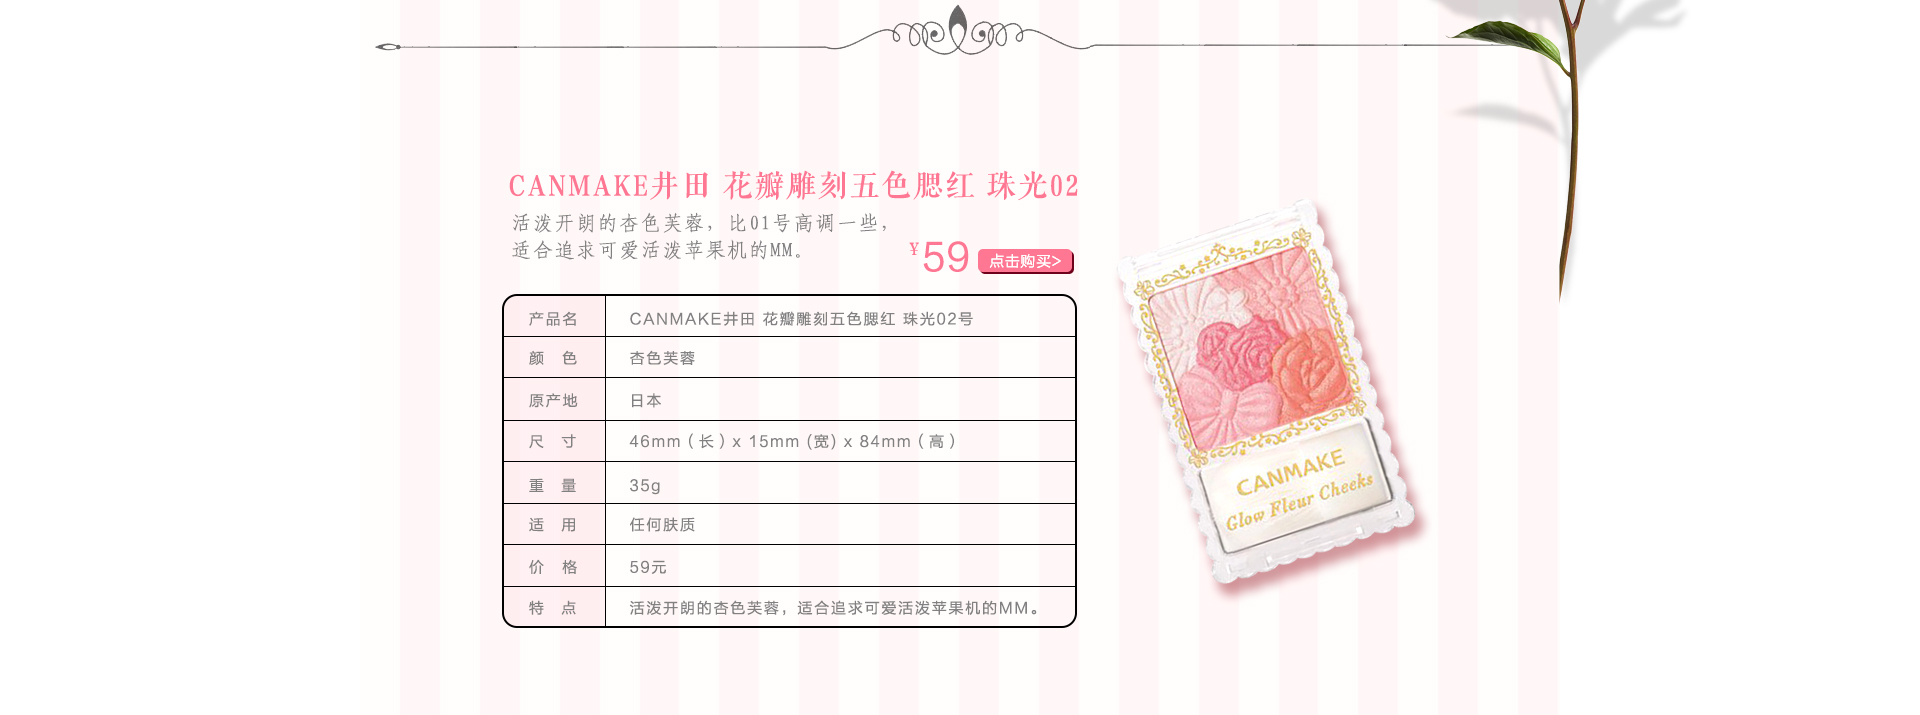 CANMAKE井田 花瓣雕刻五色腮红 珠光02
活泼开朗的杏色芙蓉，比01号高调一些，
适合追求可爱活泼苹果机的MM。
¥59 点击购买>
产品名 CANMAKE井田 花瓣雕刻五色腮红 珠光02号
颜 色 杏色芙蓉
原产地 日本
尺 寸 46mm ( 长 ) x 15mm (宽) x 84mm ( 高 )
重 量 35g
适 用 任何肤质
价 格 59元
特 点 活泼开朗的杏色芙蓉，适合追求可爱活泼苹果机的MM。
CANMAKE
Glow Fleur Cheeks